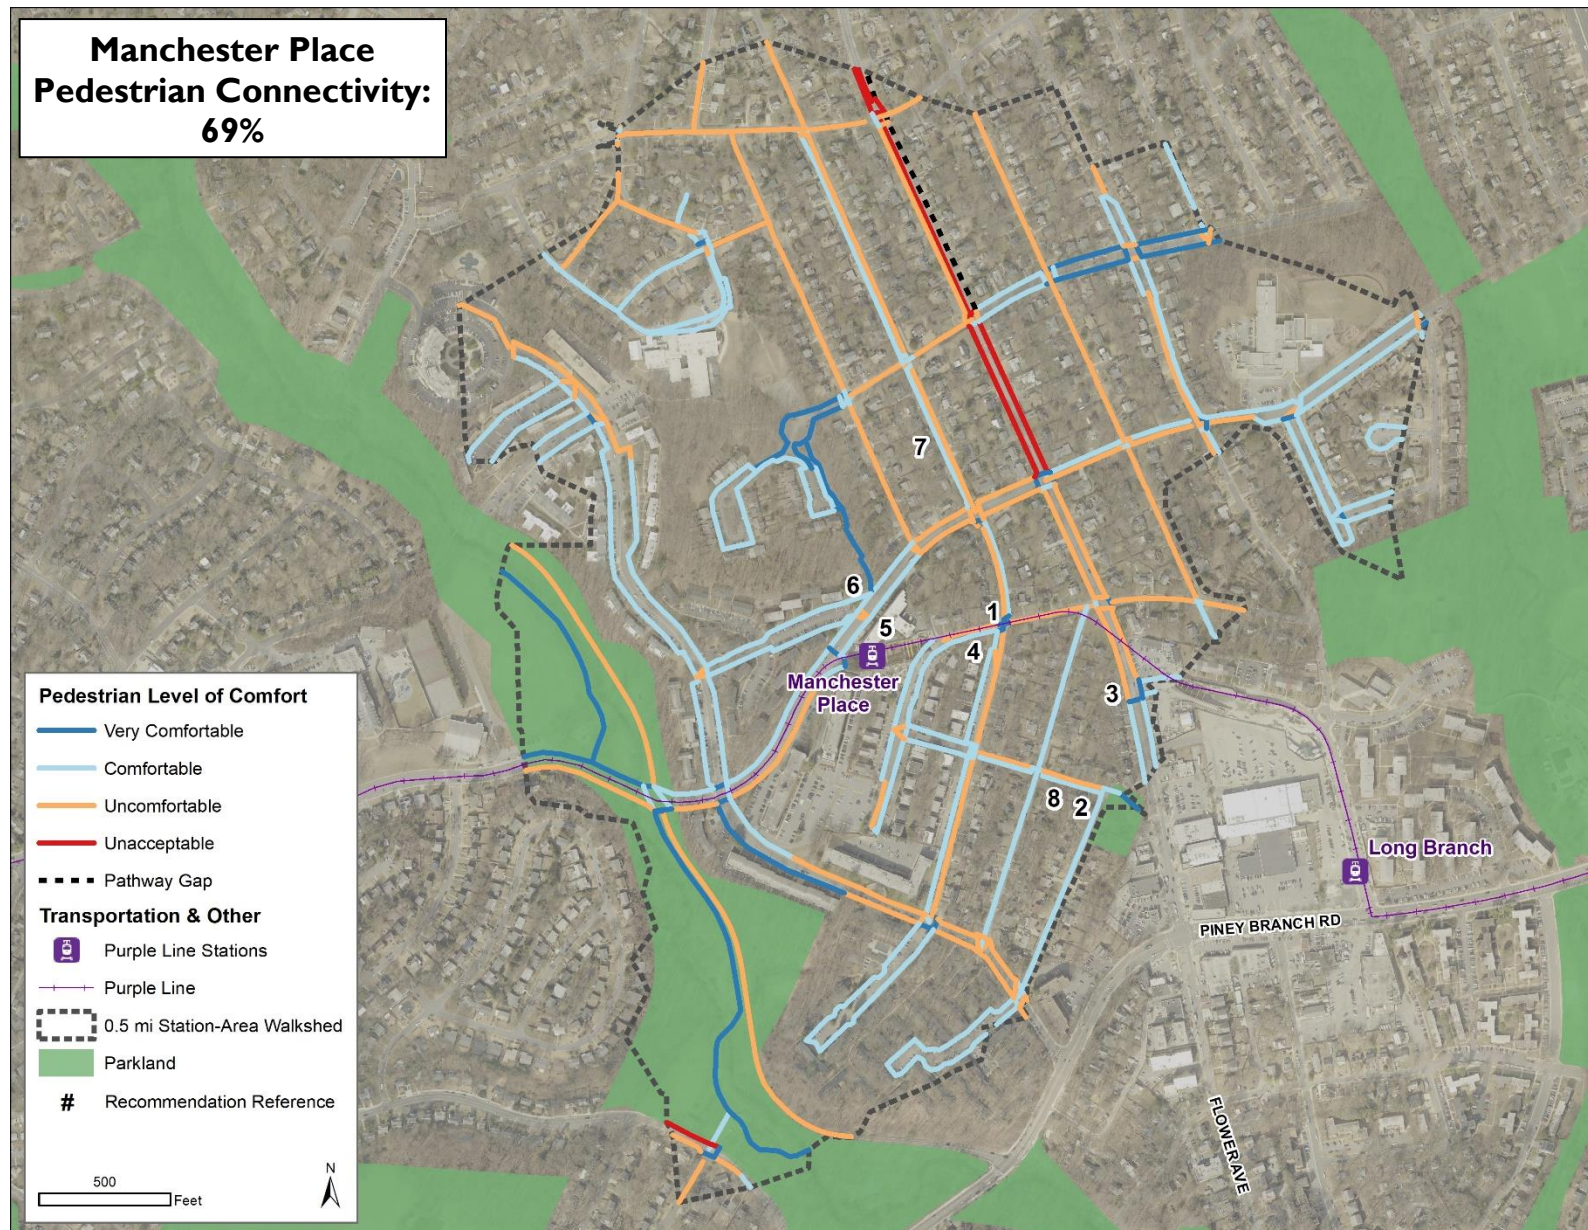 Manchester Place
Pedestrian Connectivity:
69%
7
6
1
5
4
Manchester
Place
3
8
2
Long Branch
PINEY BRANCH RD
FLOWER AVE
Pedestrian Level of Comfort
Very Comfortable
Comfortable
Uncomfortable
Unacceptable
Pathway Gap
Transportation & Other
Purple Line Stations
Purple Line
0.5 mi Station-Area Walkshed
Parkland
# Recommendation Reference
500
Feet
N